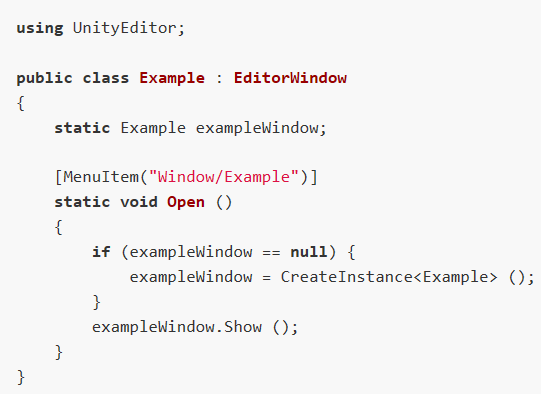 using UnityEditor;

public class Example : EditorWindow
{
    static Example exampleWindow;

    [MenuItem("Window/Example")]
    static void Open ()
    {
        if (exampleWindow == null) {
            exampleWindow = CreateInstance<Example> ();
        }
        exampleWindow.Show ();
    }
}